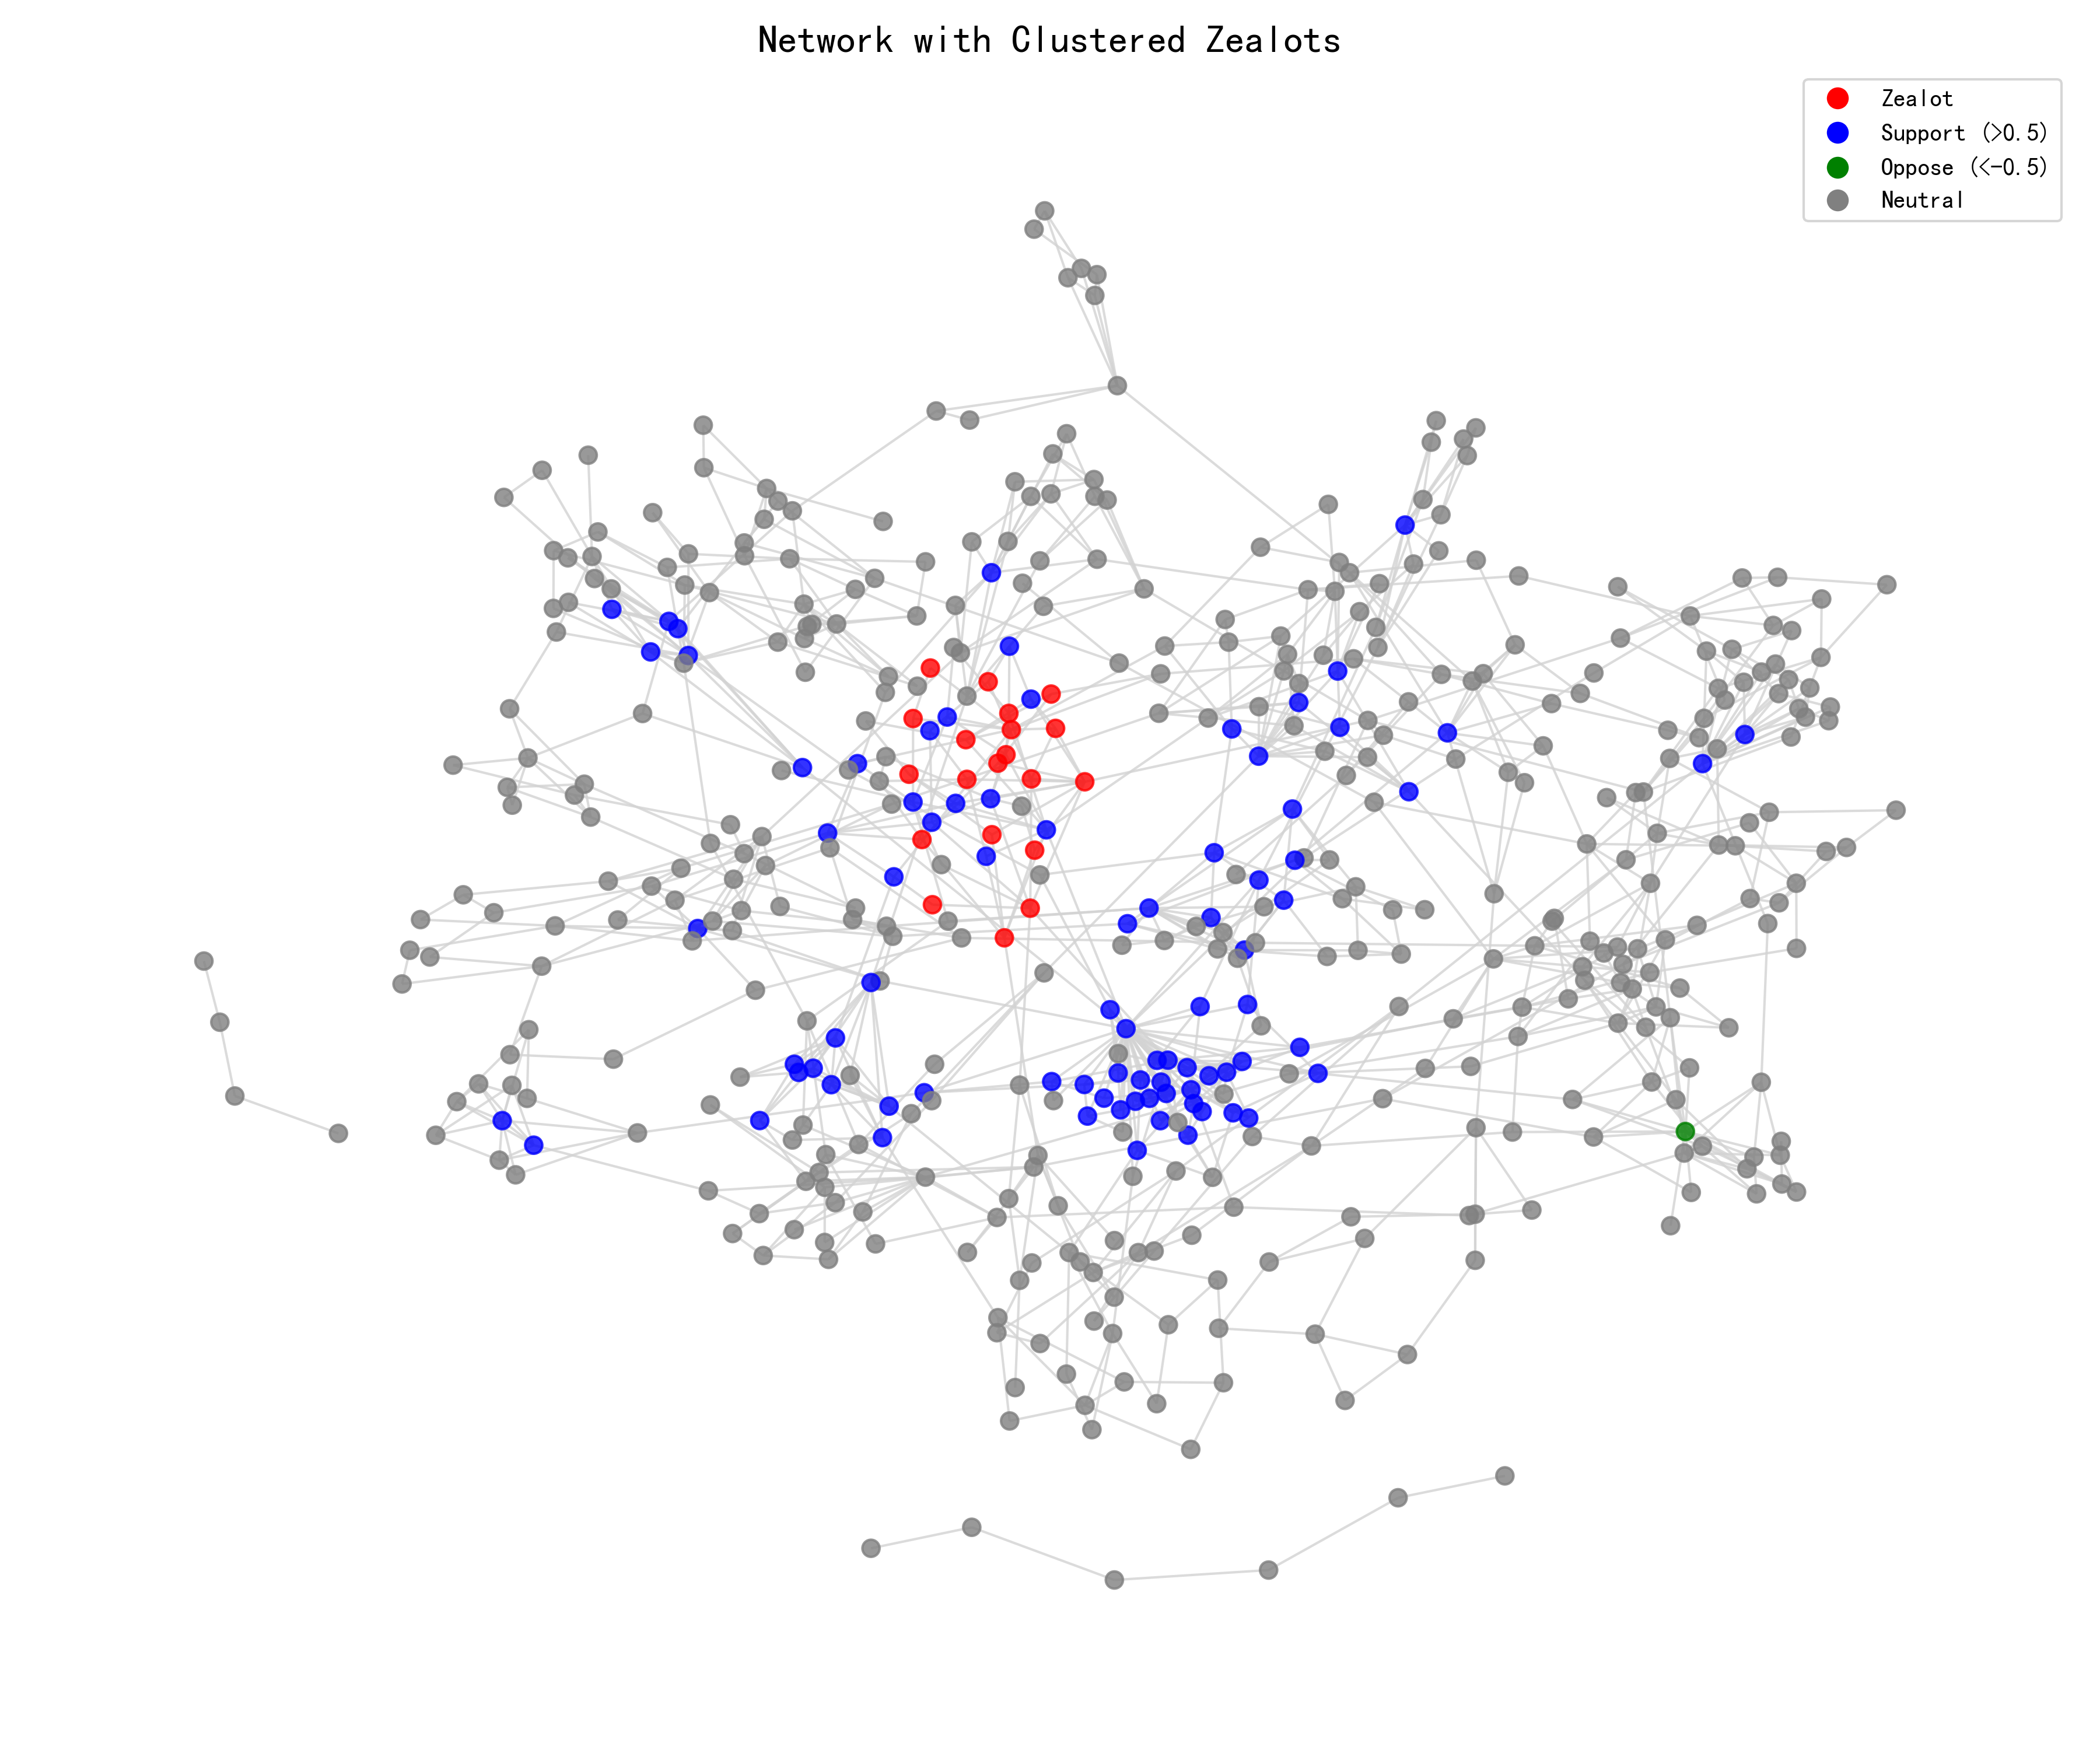 Network with Clustered Zealots
Zealot
Support (>0.5)
Oppose (<-0.5)
Neutral